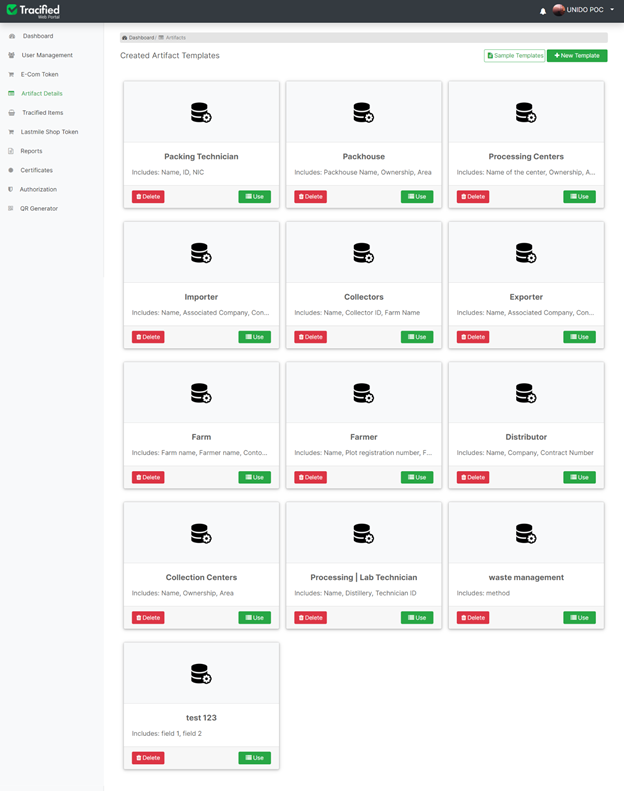 Tracified
Web Portal
UNIDO POC
Dashboard
User Management
E-Com Token
Artifact Details
Tracified Items
Lastmile Shop Token
Reports
Certificates
Authorization
QR Generator
Dashboard / Artifacts
Created Artifact Templates
Sample Templates
+ New Template
Packing Technician
Includes: Name, ID, NIC
Delete
Use
Packhouse
Includes: Packhouse Name, Ownership, Area
Delete
Use
Processing Centers
Includes: Name of the center, Ownership, A...
Delete
Use
Importer
Includes: Name, Associated Company, Con...
Delete
Use
Collectors
Includes: Name, Collector ID, Farm Name
Delete
Use
Exporter
Includes: Name, Associated Company, Con...
Delete
Use
Farm
Includes: Farm name, Farmer name, Conto...
Delete
Use
Farmer
Includes: Name, Plot registration number, F...
Delete
Use
Distributor
Includes: Name, Company, Contract Number
Delete
Use
Collection Centers
Includes: Name, Ownership, Area
Delete
Use
Processing | Lab Technician
Includes: Name, Distillery, Technician ID
Delete
Use
waste management
Includes: method
Delete
Use
test 123
Includes: field 1, field 2
Delete
Use